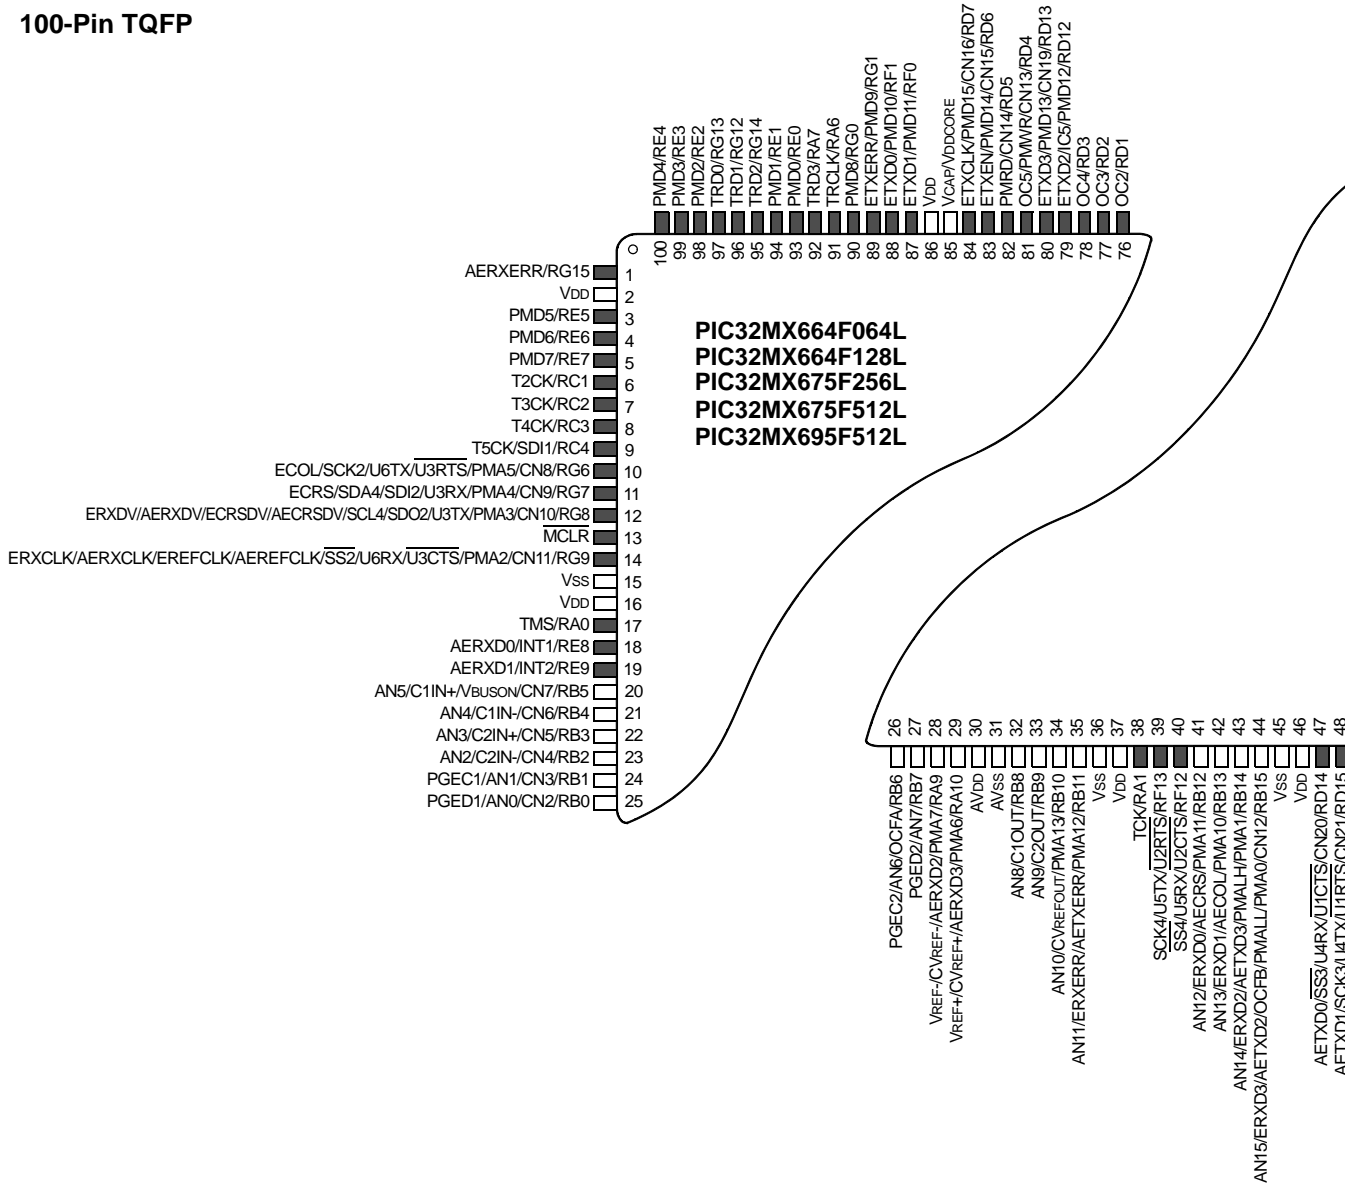 100-Pin TQFP
PMD4/RE4
PMD3/RE3
PMD2/RE2
TRD0/RG13
TRD1/RG12
TRD2/RG14
PMD1/RE1
PMD0/RE0
TRD3/RA7
TRCLK/RA6
PMD8/RG0
ETXERR/PMD9/RG1
ETXD0/PMD10/RF1
ETXD1/PMD11/RF0
VDD
VCAP/VDDCORE
ETXCLK/PMD15/CN16/RD7
ETXEN/PMD14/CN15/RD6
PMRD/CN14/RD5
OC5/PMWR/CN13/RD4
ETXD3/PMD13/CN19/RD13
ETXD2/IC5/PMD12/RD12
OC4/RD3
OC3/RD2
OC2/RD1
100
99
98
97
96
95
94
93
92
91
90
89
88
87
86
85
84
83
82
81
80
79
78
77
76
AERXERR/RG15 1
VDD 2
PMD5/RE5 3
PMD6/RE6 4
PMD7/RE7 5
T2CK/RC1 6
T3CK/RC2 7
T4CK/RC3 8
T5CK/SDI1/RC4 9
ECOL/SCK2/U6TX/U3RTS/PMA5/CN8/RG6 10
ECRS/SDA4/SDI2/U3RX/PMA4/CN9/RG7 11
ERXDV/AERXDV/ECRSDV/AECRSDV/SCL4/SDO2/U3TX/PMA3/CN10/RG8 12
MCLR 13
ERXCLK/AERXCLK/EREFCLK/AEREFCLK/SS2/U6RX/U3CTS/PMA2/CN11/RG9 14
VSS 15
VDD 16
TMS/RA0 17
AERXD0/INT1/RE8 18
AERXD1/INT2/RE9 19
AN5/C1IN+/VBUSON/CN7/RB5 20
AN4/C1IN-/CN6/RB4 21
AN3/C2IN+/CN5/RB3 22
AN2/C2IN-/CN4/RB2 23
PGEC1/AN1/CN3/RB1 24
PGED1/AN0/CN2/RB0 25
PIC32MX664F064L
PIC32MX664F128L
PIC32MX675F256L
PIC32MX675F512L
PIC32MX695F512L
26
27
28
29
30
31
32
33
34
35
36
37
38
39
40
41
42
43
44
45
46
47
48
PGEC2/AN6/OCFA/RB6
PGED2/AN7/RB7
VREF-/CVREF-/AERXD2/PMA7/RA9
VREF+/CVREF+/AERXD3/PMA6/RA10
AVDD
AVSS
AN8/C1OUT/RB8
AN9/C2OUT/RB9
AN10/CVREFOUT/PMA13/RB10
AN11/ERXERR/AETXERR/PMA12/RB11
VSS
VDD
TCK/RA1
SCK4/U5TX/U2RTS/RF13
SS4/U5RX/U2CTS/RF12
AN12/ERXD0/AECRS/PMA11/RB12
AN13/ERXD1/AECOL/PMA10/RB13
AN14/ERXD2/AETXD3/PMALH/PMA1/RB14
AN15/ERXD3/AETXD2/OCFB/PMALL/PMA0/CN12/RB15
VSS
VDD
AETXD0/SS3/U4RX/U1CTS/CN20/RD14
AETXD1/SCK3/U4TX/U1RTS/CN21/RD15